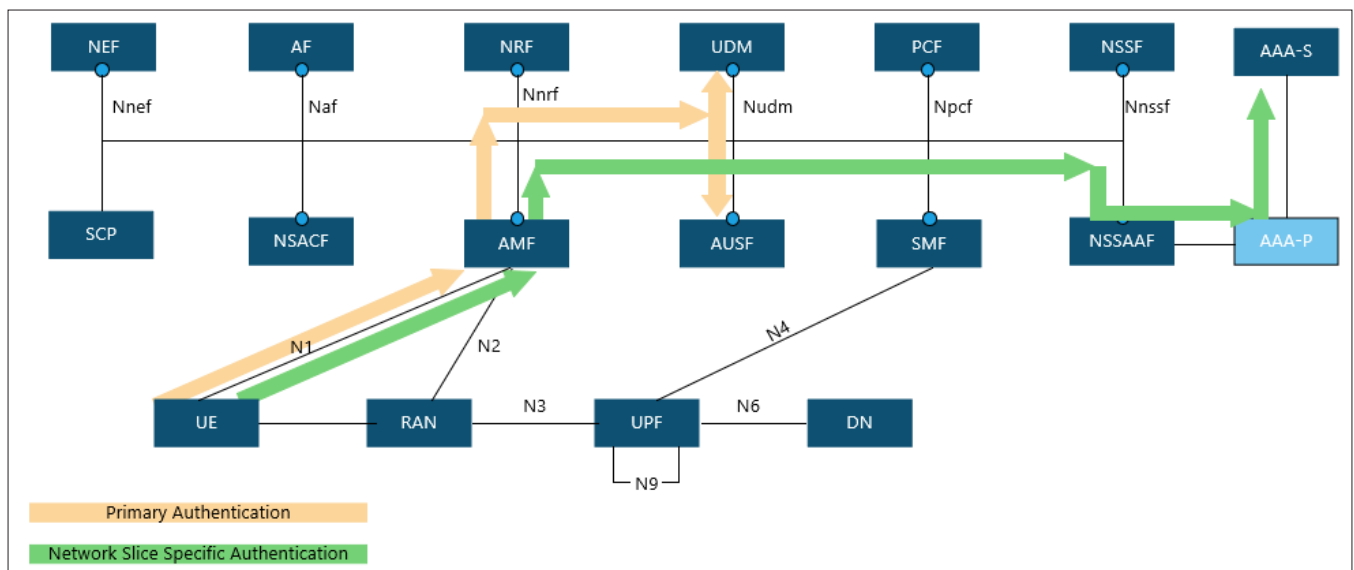 NEF
AF
NRF
UDM
PCF
NSSF
AAA-S
Nnef
Naf
Nnrf
Nudm
Npcf
Nnssf
SCP
NSACF
AMF
AUSF
SMF
NSSAAF
AAA-P
N1
N2
N4
UE
RAN
N3
UPF
N6
DN
N9
Primary Authentication
Network Slice Specific Authentication